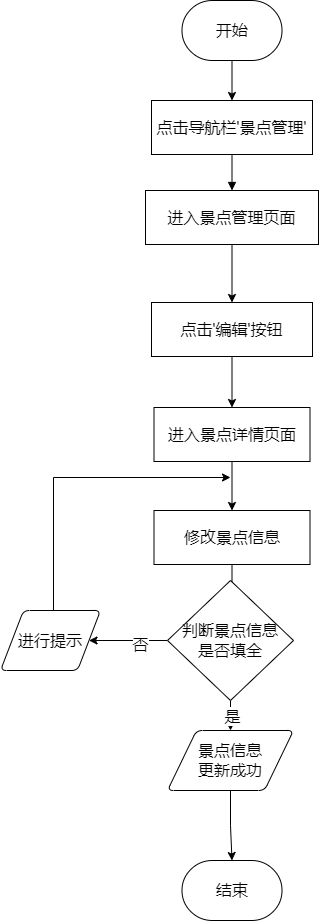 开始
点击导航栏'景点管理'
进入景点管理页面
点击'编辑'按钮
进入景点详情页面
修改景点信息
判断景点信息
是否填全
否
进行提示
是
景点信息
更新成功
结束